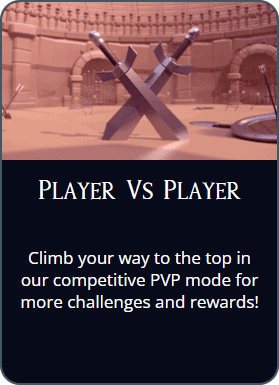 Player Vs Player
Climb your way to the top in
our competitive PVP mode for
more challenges and rewards!